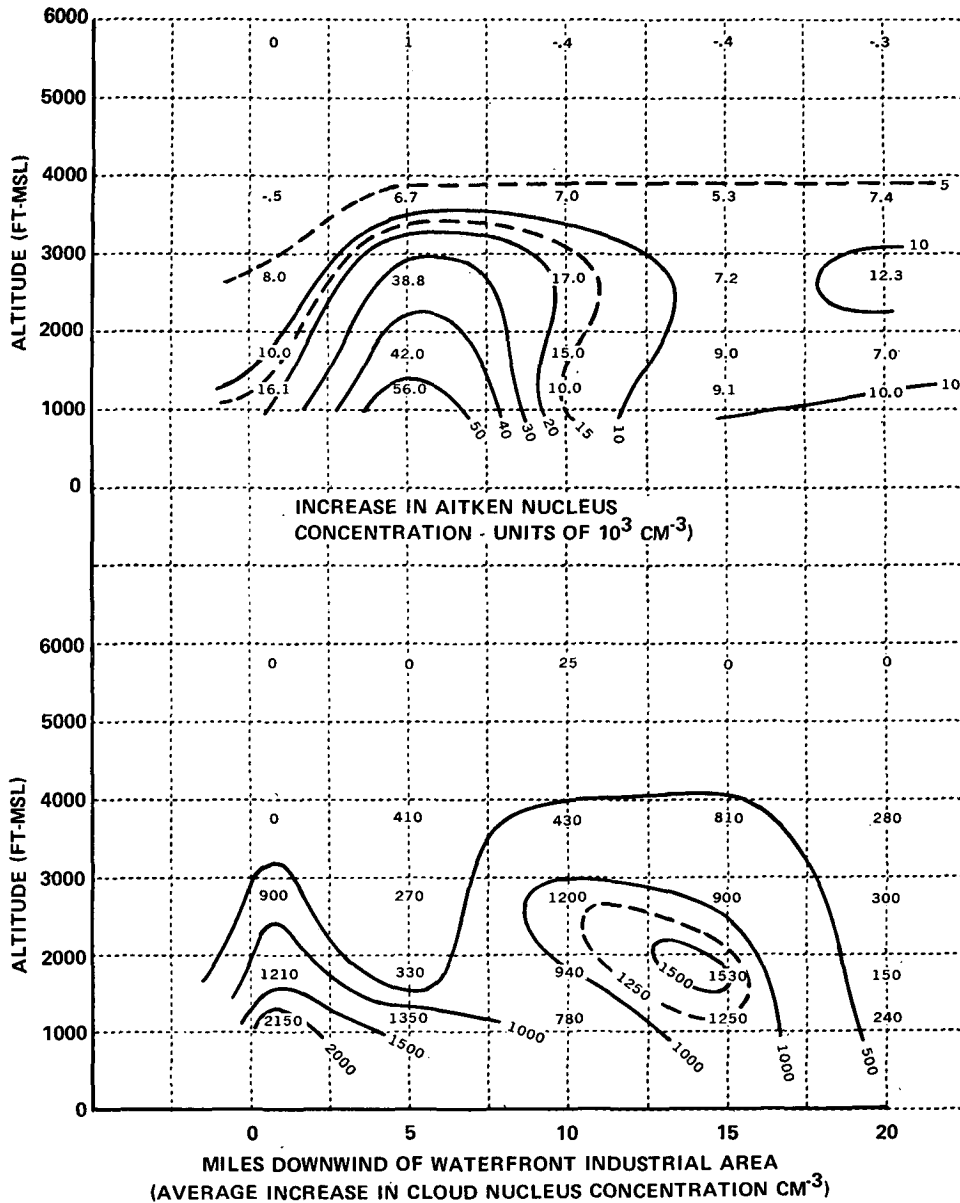 6000
0 1 -.4 -.4 -.3
5000
4000
-.5 6.7 7.0 5.3 7.4 5
3000
8.0 38.8 17.0 7.2 12.3 10
2000
10.0 42.0 15.0 9.0 7.0
16.1 56.0 10.0 9.1 10.0 10
1000
50 40 30 20 15 10
0
ALTITUDE (FT-MSL)
INCREASE IN AITKEN NUCLEUS
CONCENTRATION - UNITS OF 10³ CM⁻³)
6000
0 0 25 0 0
5000
4000
0 410 430 810 280
3000
900 270 1200 900 300
2000
1210 330 940 1500 1530 150
1250
2150 1350 780 1250 240
1000
2000 1500 1000 1000 1000 500
0
ALTITUDE (FT-MSL)
0 5 10 15 20
MILES DOWNWIND OF WATERFRONT INDUSTRIAL AREA
(AVERAGE INCREASE IN CLOUD NUCLEUS CONCENTRATION CM⁻³)